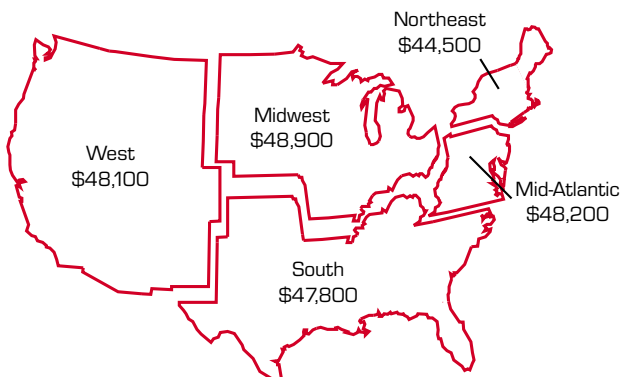 Northeast
$44,500
Midwest
$48,900
West
$48,100
Mid-Atlantic
$48,200
South
$47,800